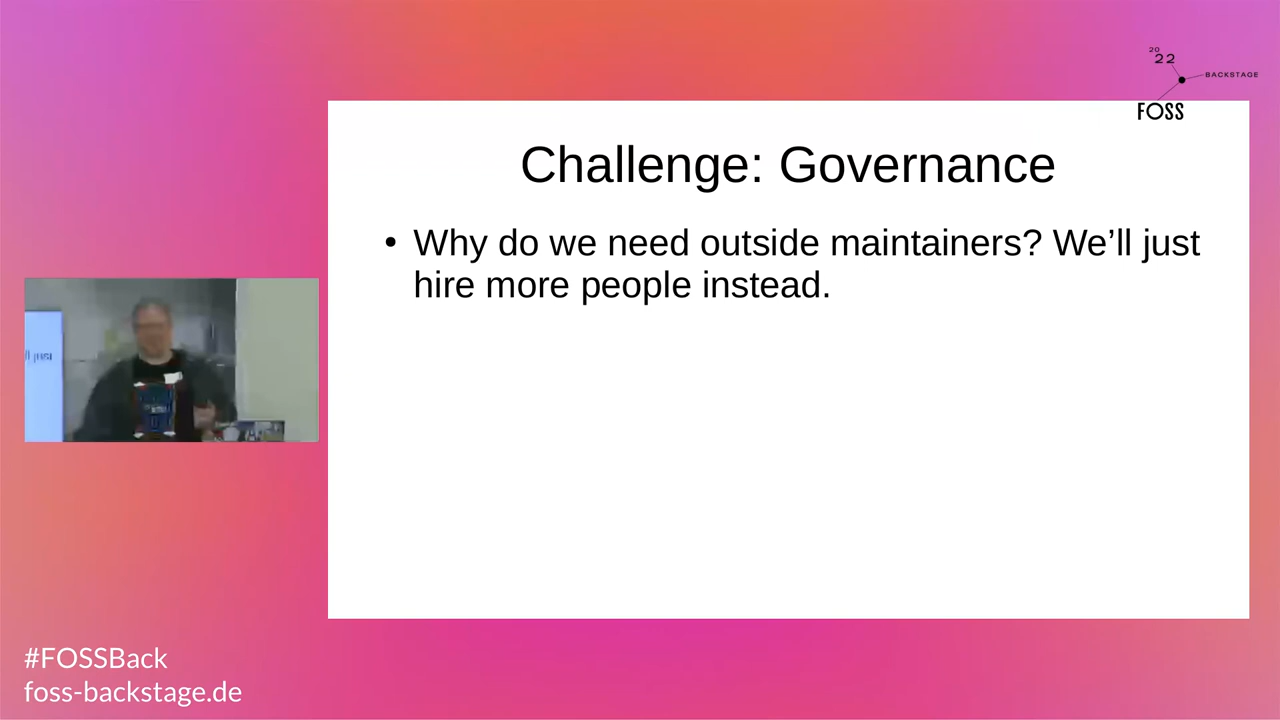 20
22
BACKSTAGE
FOSS
Challenge: Governance
• Why do we need outside maintainers? We’ll just
hire more people instead.
#FOSSBack
foss-backstage.de